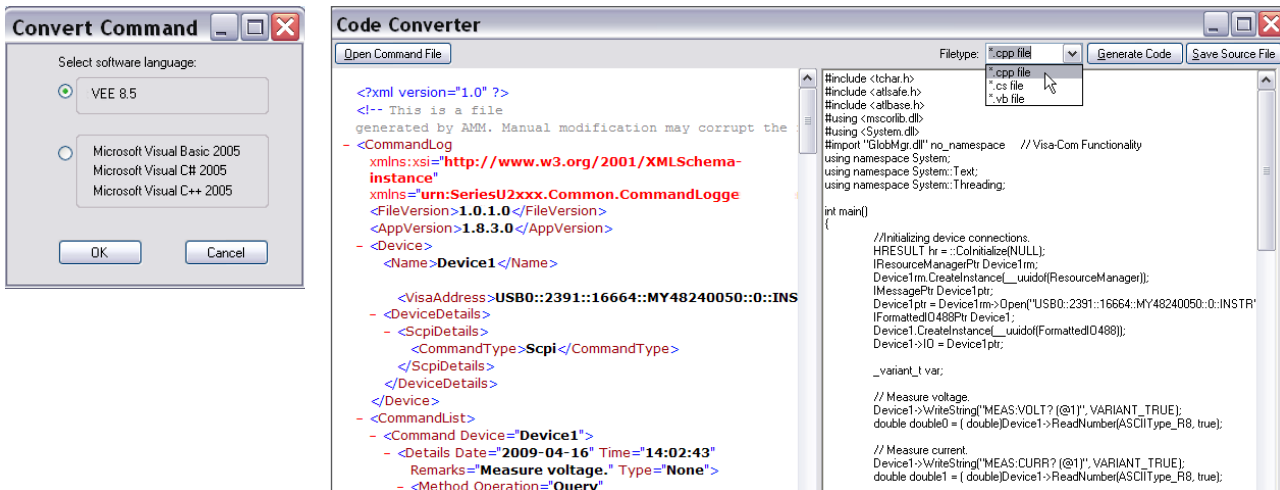 Convert Command
Select software language:
VEE 8.5
Microsoft Visual Basic 2005
Microsoft Visual C# 2005
Microsoft Visual C++ 2005
OK
Cancel
Code Converter
Open Command File
Filetype:
*.cpp file
Generate Code
Save Source File
*.cpp file
*.cs file
*.vb file
<?xml version="1.0" ?>
<!-- This is a file
generated by AMM. Manual modification may corrupt the
- <CommandLog
xmlns:xsi="http://www.w3.org/2001/XMLSchema-
instance"
xmlns="urn:SeriesU2xxx.Common.CommandLogge
<FileVersion>1.0.1.0</FileVersion>
<AppVersion>1.8.3.0</AppVersion>
- <Device>
<Name>Device1</Name>
<VisaAddress>USB0::2391::16664::MY48240050::0::INS
- <DeviceDetails>
- <ScpiDetails>
<CommandType>Scpi</CommandType>
</ScpiDetails>
</DeviceDetails>
</Device>
- <CommandList>
- <Command Device="Device1">
- <Details Date="2009-04-16" Time="14:02:43"
Remarks="Measure voltage." Type="None">
- <Method Operation="Query"
#include <tchar.h>
#include <atlsafe.h>
#include <atlbase.h>
#using <mscorlib.dll>
#using <System.dll>
#import "GlobMgr.dll" no_namespace // Visa-Com Functionality
using namespace System;
using namespace System::Text;
using namespace System::Threading;
int main()
{
//Initializing device connections.
HRESULT hr = ::CoInitialize(NULL);
IResourceManagerPtr Device1rm;
Device1rm.CreateInstance(__uuidof(ResourceManager));
IMessagePtr Device1ptr;
Device1ptr = Device1rm->Open("USB0::2391::16664::MY48240050::0::INSTR"
IFormattedIO488Ptr Device1;
Device1.CreateInstance(__uuidof(FormattedIO488));
Device1->IO = Device1ptr;
_variant_t var;
// Measure voltage.
Device1->WriteString("MEAS:VOLT? (@1)", VARIANT_TRUE);
double double0 = ( double)Device1->ReadNumber(ASCIIType_R8, true);
// Measure current.
Device1->WriteString("MEAS:CURR? (@1)", VARIANT_TRUE);
double double1 = ( double)Device1->ReadNumber(ASCIIType_R8, true);